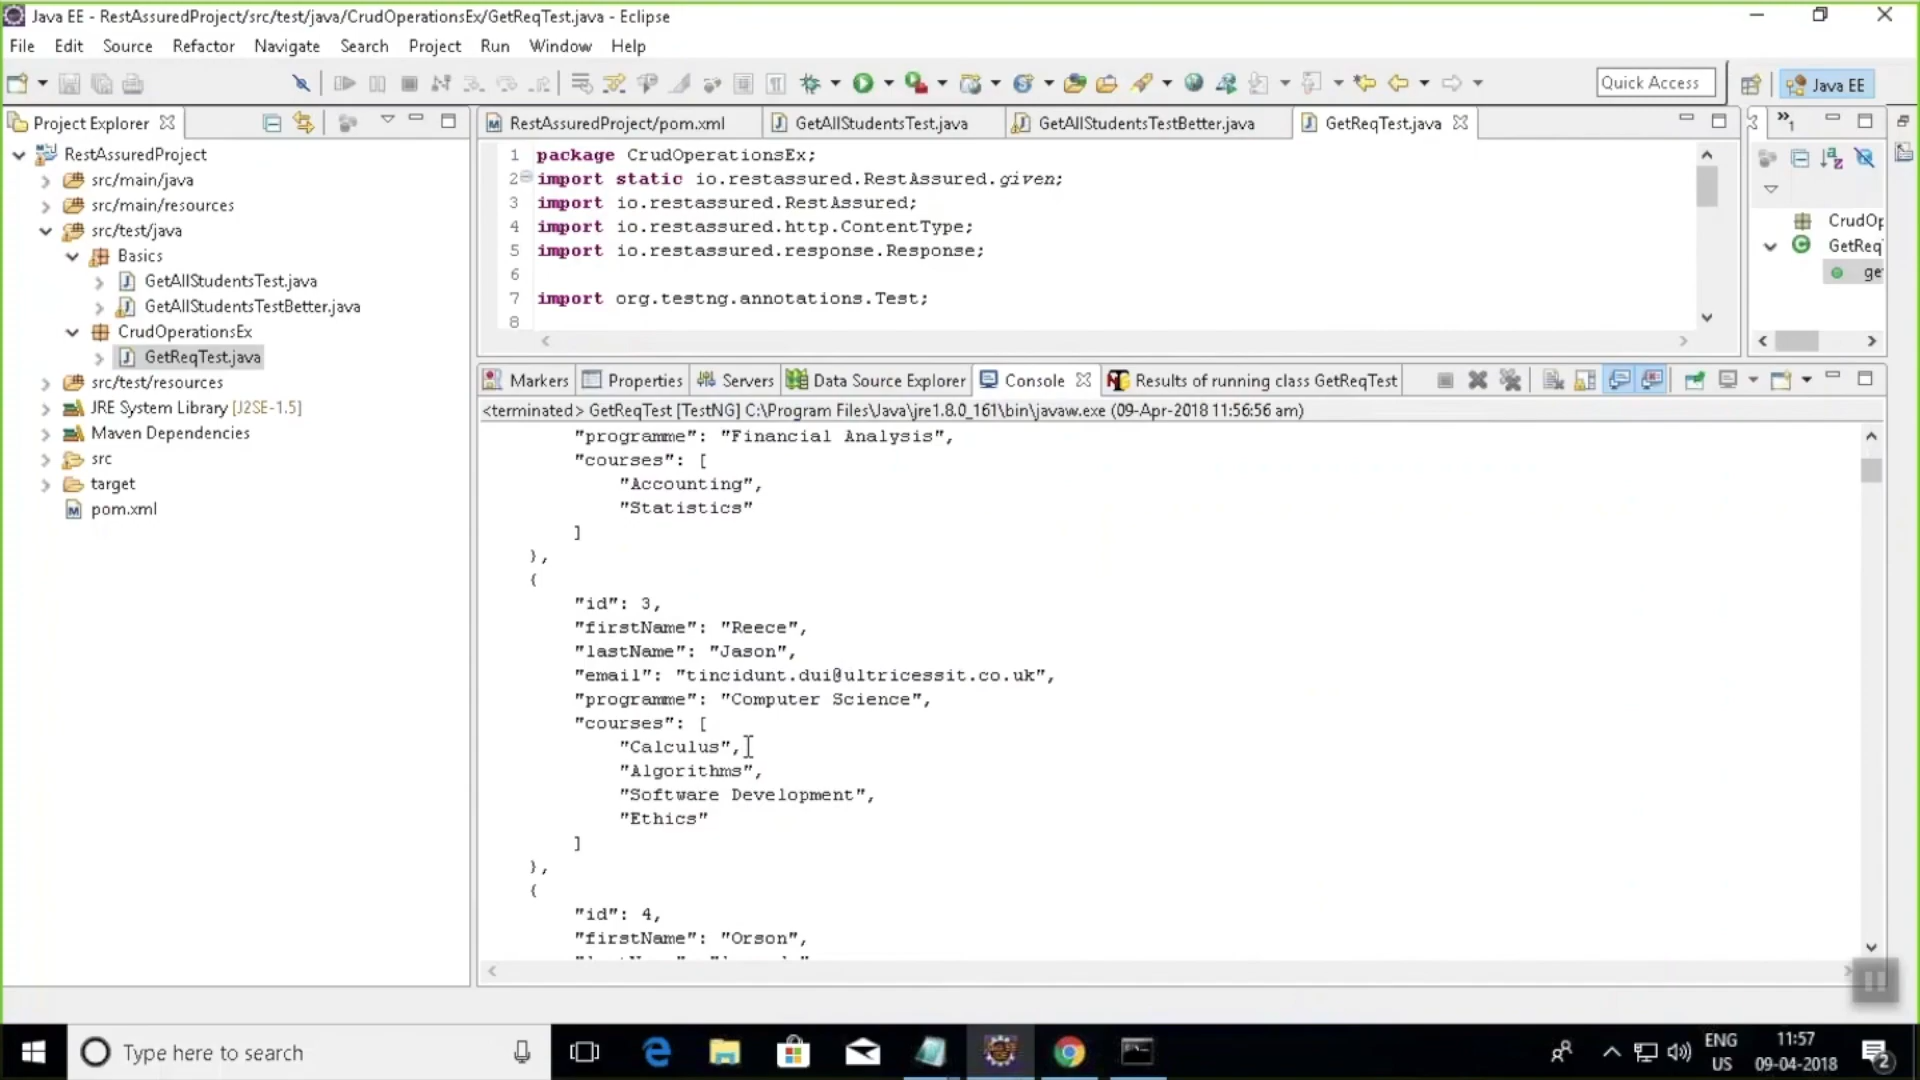 Java EE - RestAssuredProject/src/test/java/CrudOperationsEx/GetReqTest.java - Eclipse
File Edit Source Refactor Navigate Search Project Run Window Help
Quick Access
Java EE
Project Explorer
RestAssuredProject
src/main/java
src/main/resources
src/test/java
Basics
GetAllStudentsTest.java
GetAllStudentsTestBetter.java
CrudOperationsEx
GetReqTest.java
src/test/resources
JRE System Library [J2SE-1.5]
Maven Dependencies
src
target
pom.xml
RestAssuredProject/pom.xml GetAllStudentsTest.java GetAllStudentsTestBetter.java GetReqTest.java
1 package CrudOperationsEx;
2 import static io.restassured.RestAssured.given;
3 import io.restassured.RestAssured;
4 import io.restassured.http.ContentType;
5 import io.restassured.response.Response;
6
7 import org.testng.annotations.Test;
8
CrudOp
GetReq
ge
Markers Properties Servers Data Source Explorer Console Results of running class GetReqTest
<terminated> GetReqTest [TestNG] C:\Program Files\Java\jre1.8.0_161\bin\javaw.exe (09-Apr-2018 11:56:56 am)
"programme": "Financial Analysis",
"courses": [
"Accounting",
"Statistics"
]
},
{
"id": 3,
"firstName": "Reece",
"lastName": "Jason",
"email": "tincidunt.dui@ultricessit.co.uk",
"programme": "Computer Science",
"courses": [
"Calculus",
"Algorithms",
"Software Development",
"Ethics"
]
},
{
"id": 4,
"firstName": "Orson",
Type here to search
ENG
US
11:57
09-04-2018
2